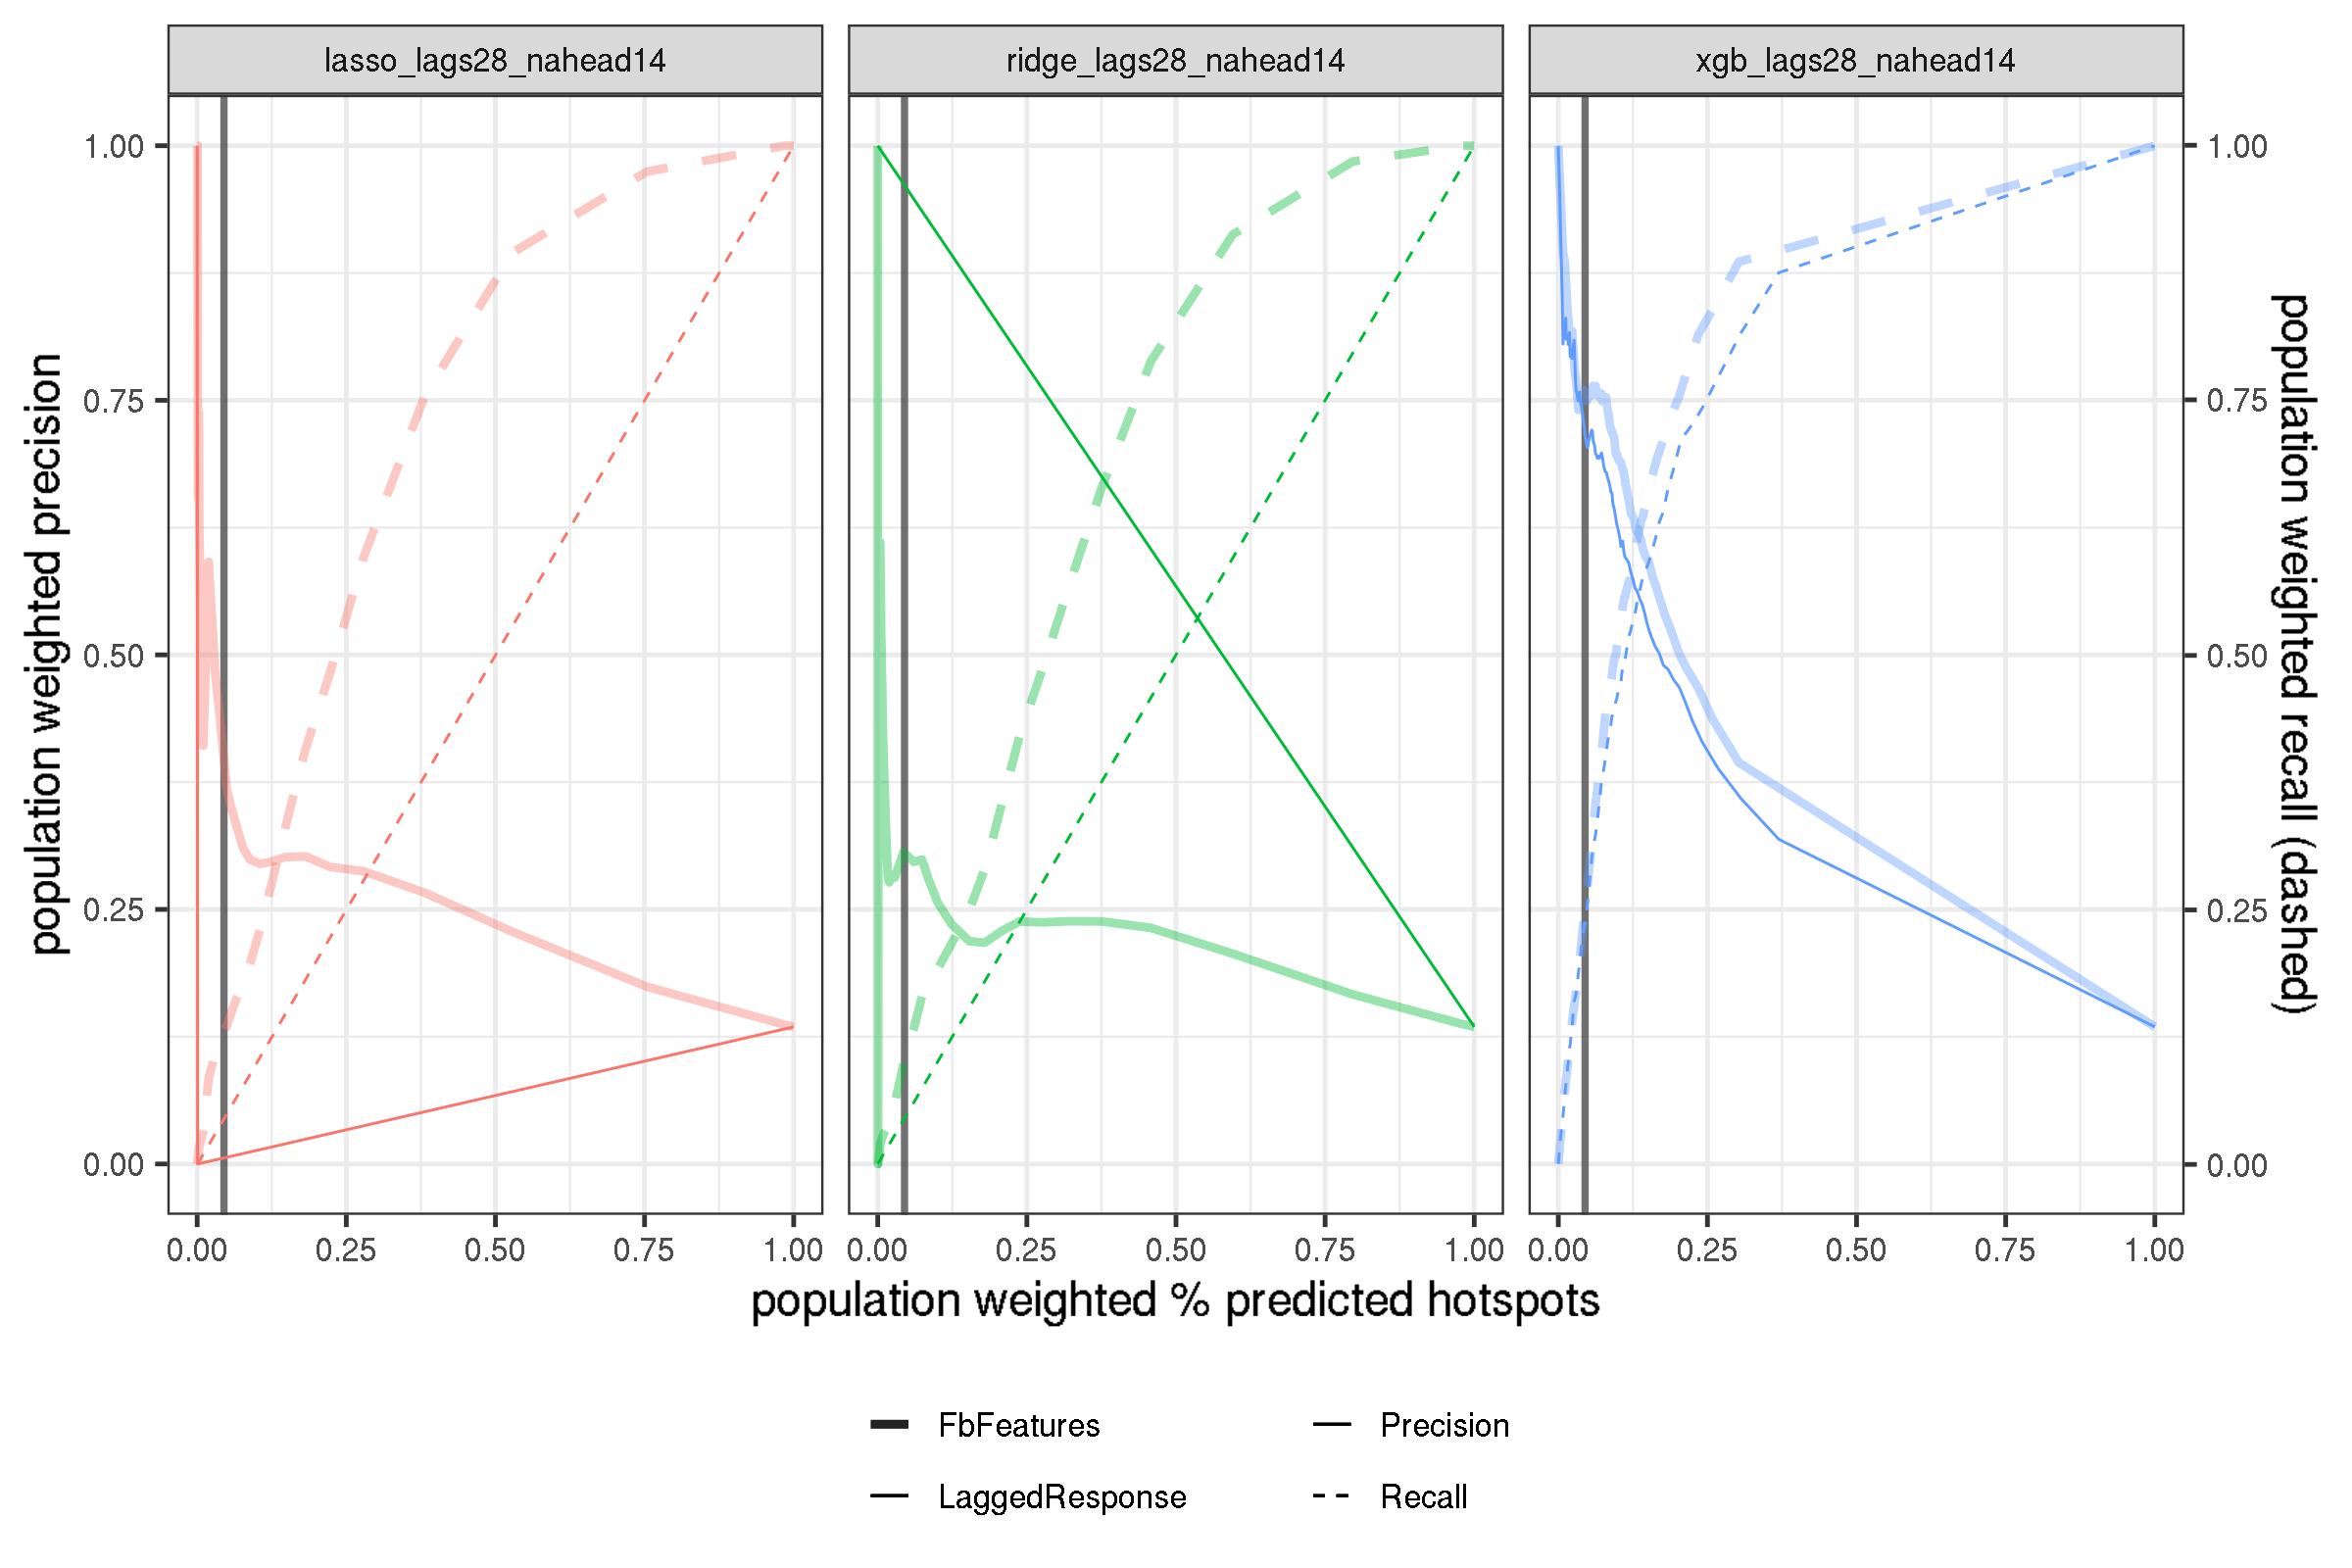 lasso_lags28_nahead14 ridge_lags28_nahead14 xgb_lags28_nahead14
population weighted precision
1.00
0.75
0.50
0.25
0.00
1.00
0.75
0.50
0.25
0.00
population weighted recall (dashed)
0.00 0.25 0.50 0.75 1.00 0.00 0.25 0.50 0.75 1.00 0.00 0.25 0.50 0.75 1.00
population weighted % predicted hotspots
FbFeatures Precision
LaggedResponse Recall